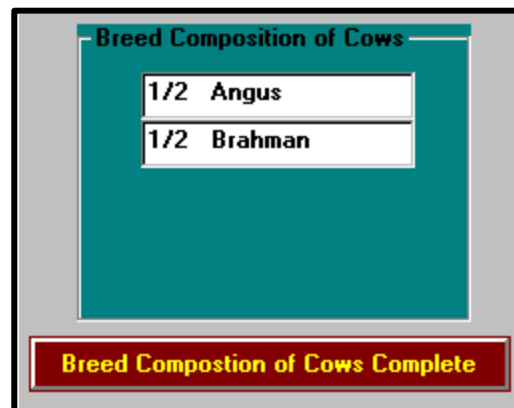 Breed Composition of Cows
1/2 Angus
1/2 Brahman
Breed Compostion of Cows Complete